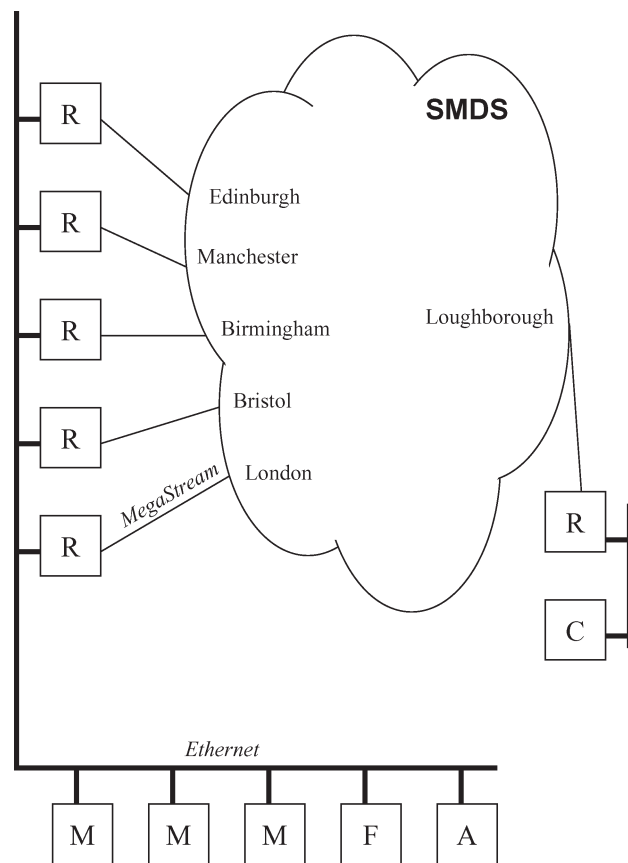 SMDS
R
Edinburgh
R
Manchester
R
Birmingham
Loughborough
R
Bristol
MegaStream
London
R
R
C
Ethernet
M
M
M
F
A